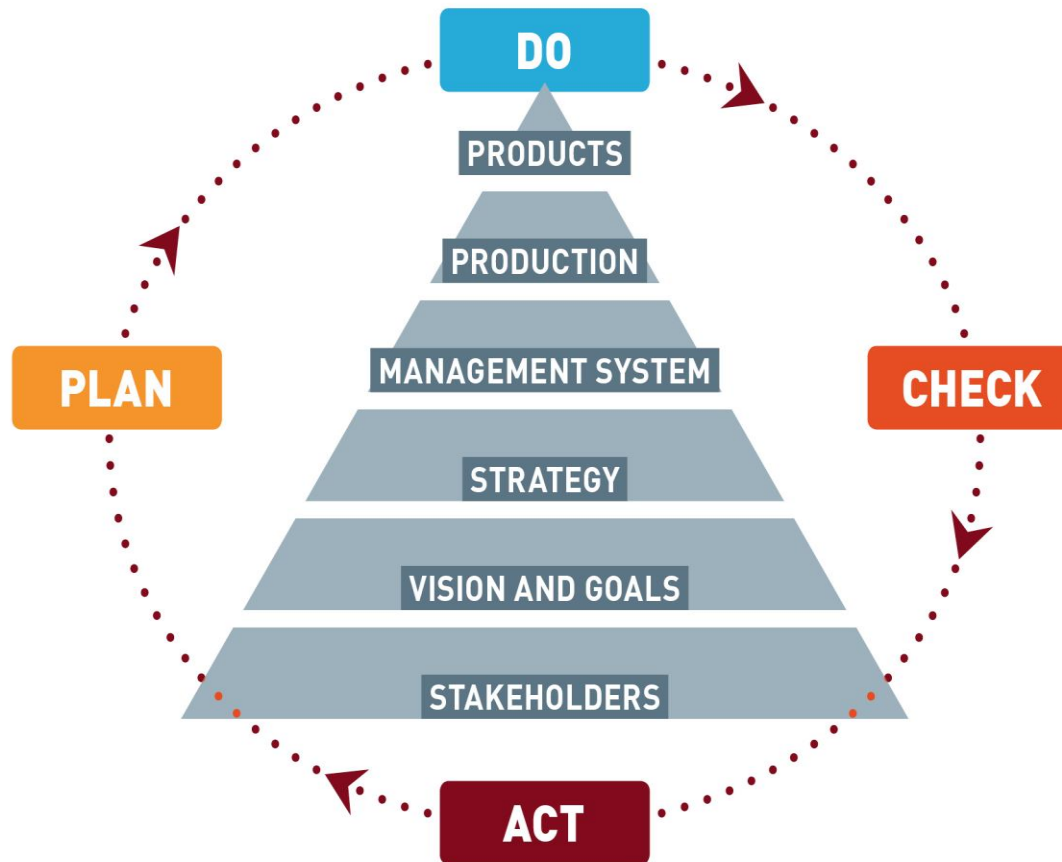 DO
PRODUCTS
PRODUCTION
PLAN
MANAGEMENT SYSTEM
CHECK
STRATEGY
VISION AND GOALS
STAKEHOLDERS
ACT